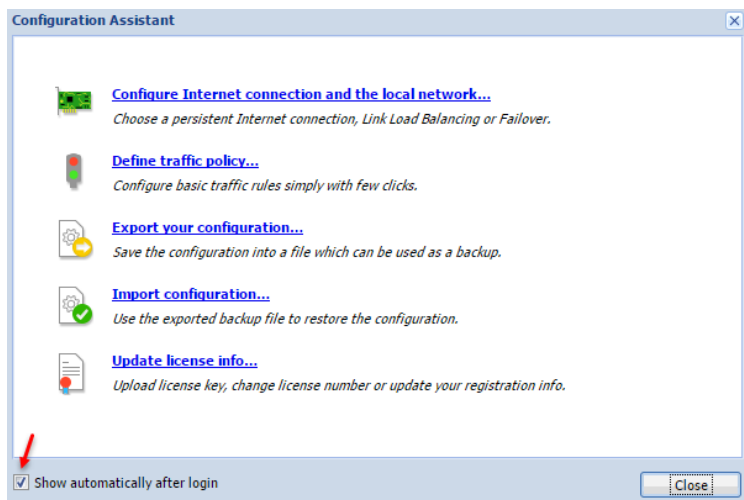 Configuration Assistant
Configure Internet connection and the local network...
Choose a persistent Internet connection, Link Load Balancing or Failover.
Define traffic policy...
Configure basic traffic rules simply with few clicks.
Export your configuration...
Save the configuration into a file which can be used as a backup.
Import configuration...
Use the exported backup file to restore the configuration.
Update license info...
Upload license key, change license number or update your registration info.
Show automatically after login
Close